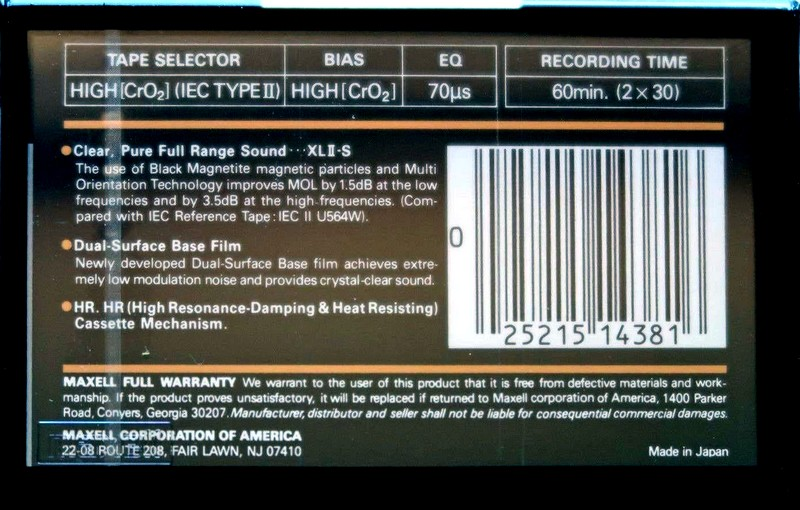 TAPE SELECTOR BIAS EQ RECORDING TIME
HIGH [CrO₂] (IEC TYPE II) HIGH [CrO₂] 70μs 60min. (2 × 30)
●Clear, Pure Full Range Sound ··· XLⅡ-S
The use of Black Magnetite magnetic particles and Multi
Orientation Technology improves MOL by 1.5dB at the low
frequencies and by 3.5dB at the high frequencies. (Com-
pared with IEC Reference Tape : IEC II U564W).
●Dual-Surface Base Film
Newly developed Dual-Surface Base film achieves extre-
mely low modulation noise and provides crystal-clear sound.
●HR. HR (High Resonance-Damping & Heat Resisting)
Cassette Mechanism.
0
25215 14381
MAXELL FULL WARRANTY We warrant to the user of this product that it is free from defective materials and work-
manship. If the product proves unsatisfactory, it will be replaced if returned to Maxell corporation of America, 1400 Parker
Road, Conyers, Georgia 30207. Manufacturer, distributor and seller shall not be liable for consequential commercial damages.
MAXELL CORPORATION OF AMERICA
22-08 ROUTE 208, FAIR LAWN, NJ 07410
Made in Japan